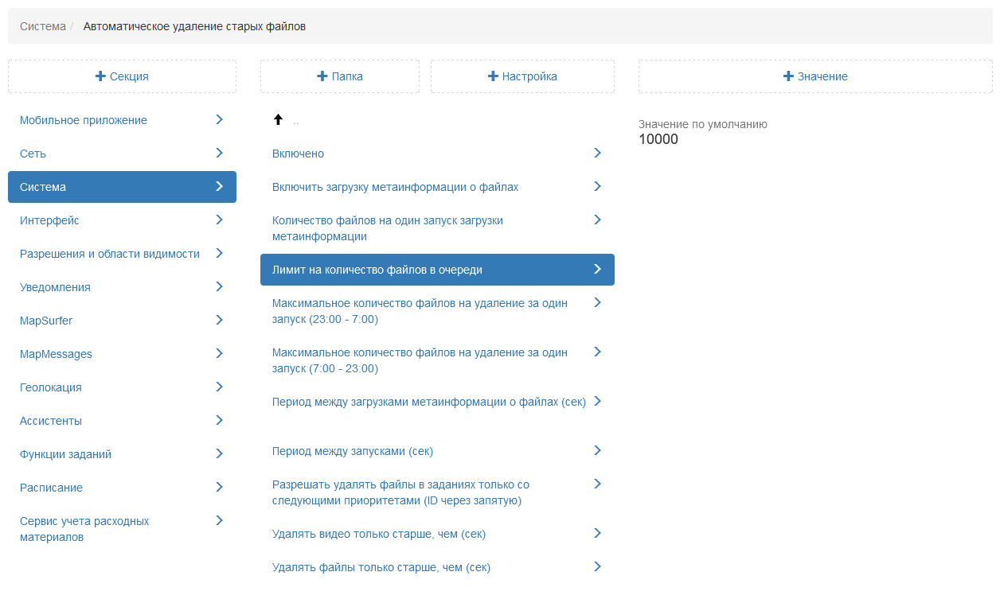 Система / Автоматическое удаление старых файлов
Секция
Папка
Настройка
Значение
Мобильное приложение
Сеть
Система
Интерфейс
Разрешения и области видимости
Уведомления
MapSurfer
MapMessages
Геолокация
Ассистенты
Функции заданий
Расписание
Сервис учета расходных
материалов
..
Включено
Включить загрузку метаинформации о файлах
Количество файлов на один запуск загрузки
метаинформации
Лимит на количество файлов в очереди
Максимальное количество файлов на удаление за один
запуск (23:00 - 7:00)
Максимальное количество файлов на удаление за один
запуск (7:00 - 23:00)
Период между загрузками метаинформации о файлах (сек)
Период между запусками (сек)
Разрешать удалять файлы в заданиях только со
следующими приоритетами (ID через запятую)
Удалять видео только старше, чем (сек)
Удалять файлы только старше, чем (сек)
Значение по умолчанию
10000